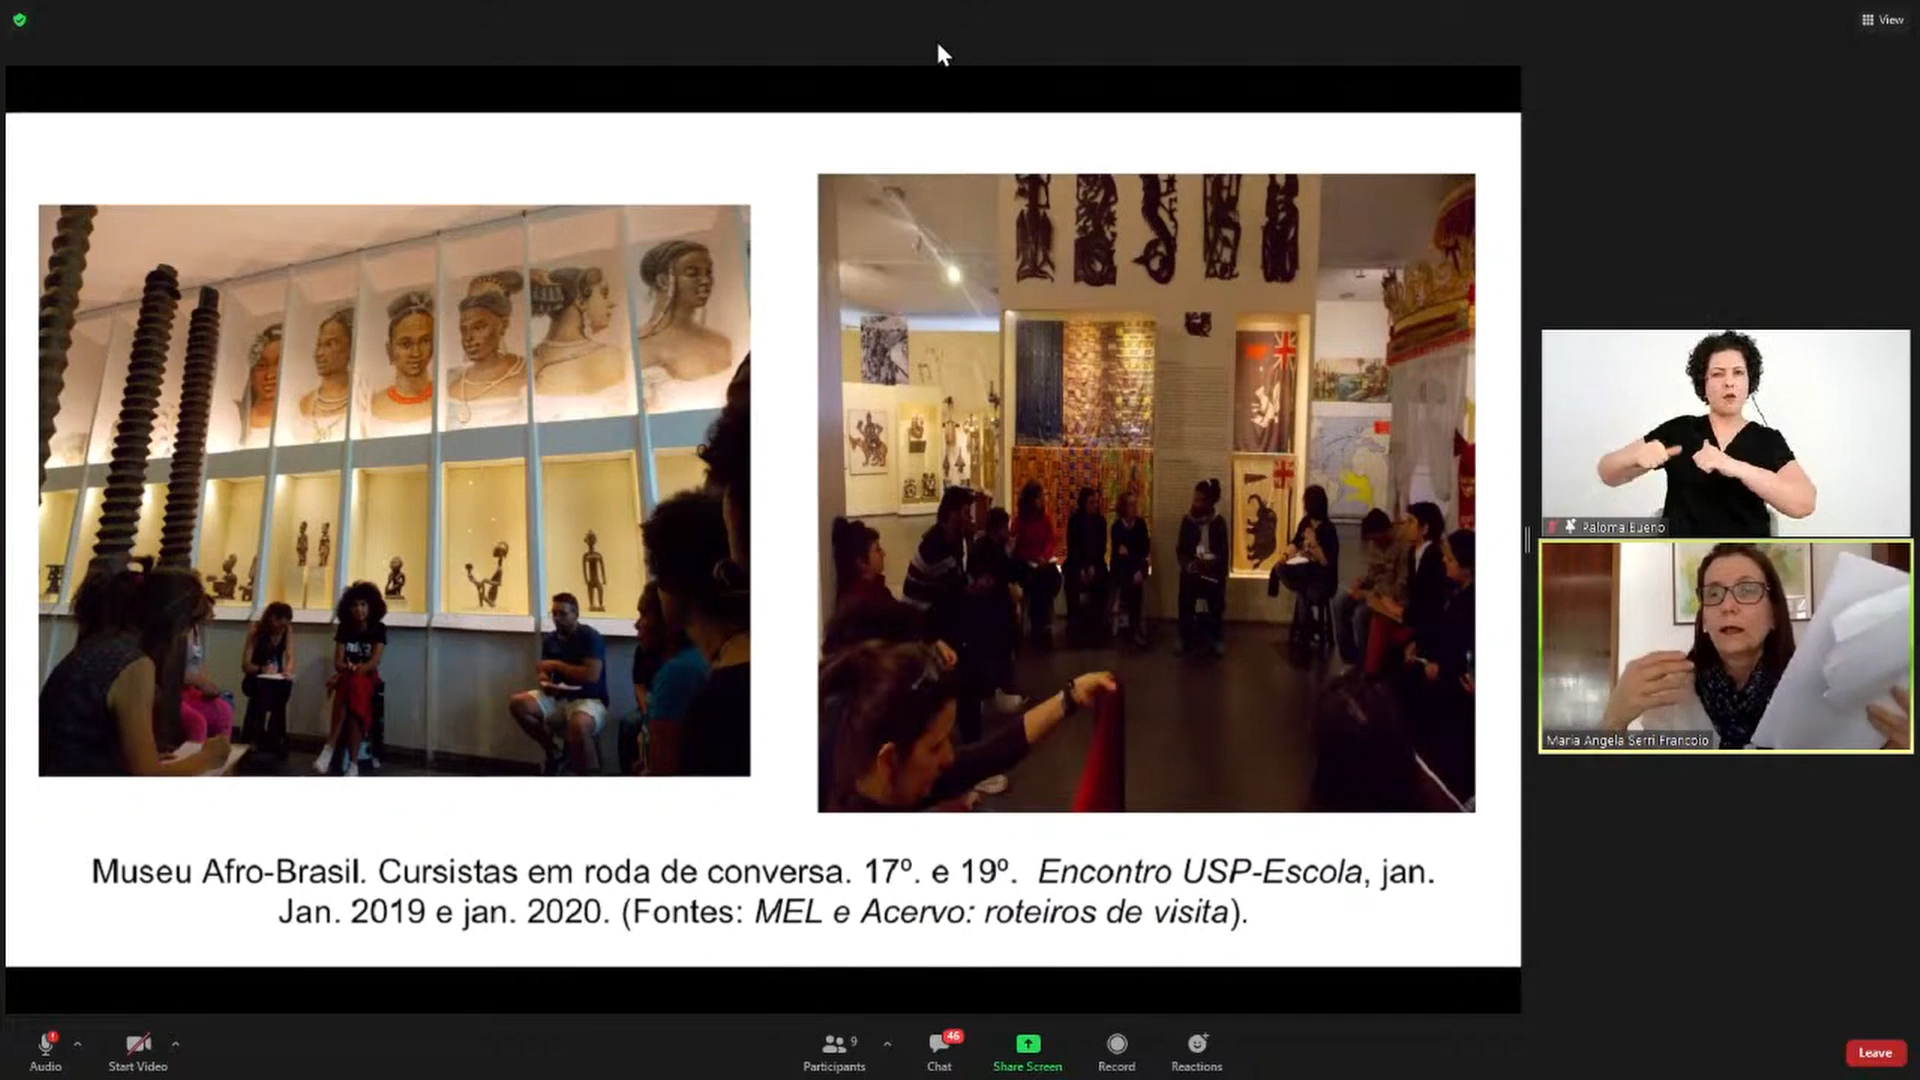 View
Museu Afro-Brasil. Cursistas em roda de conversa. 17º. e 19º. Encontro USP-Escola, jan.
Jan. 2019 e jan. 2020. (Fontes: MEL e Acervo: roteiros de visita).
Paloma Bueno
Maria Angela Serri Francoio
Audio
Start Video
9
Participants
46
Chat
Share Screen
Record
Reactions
Leave